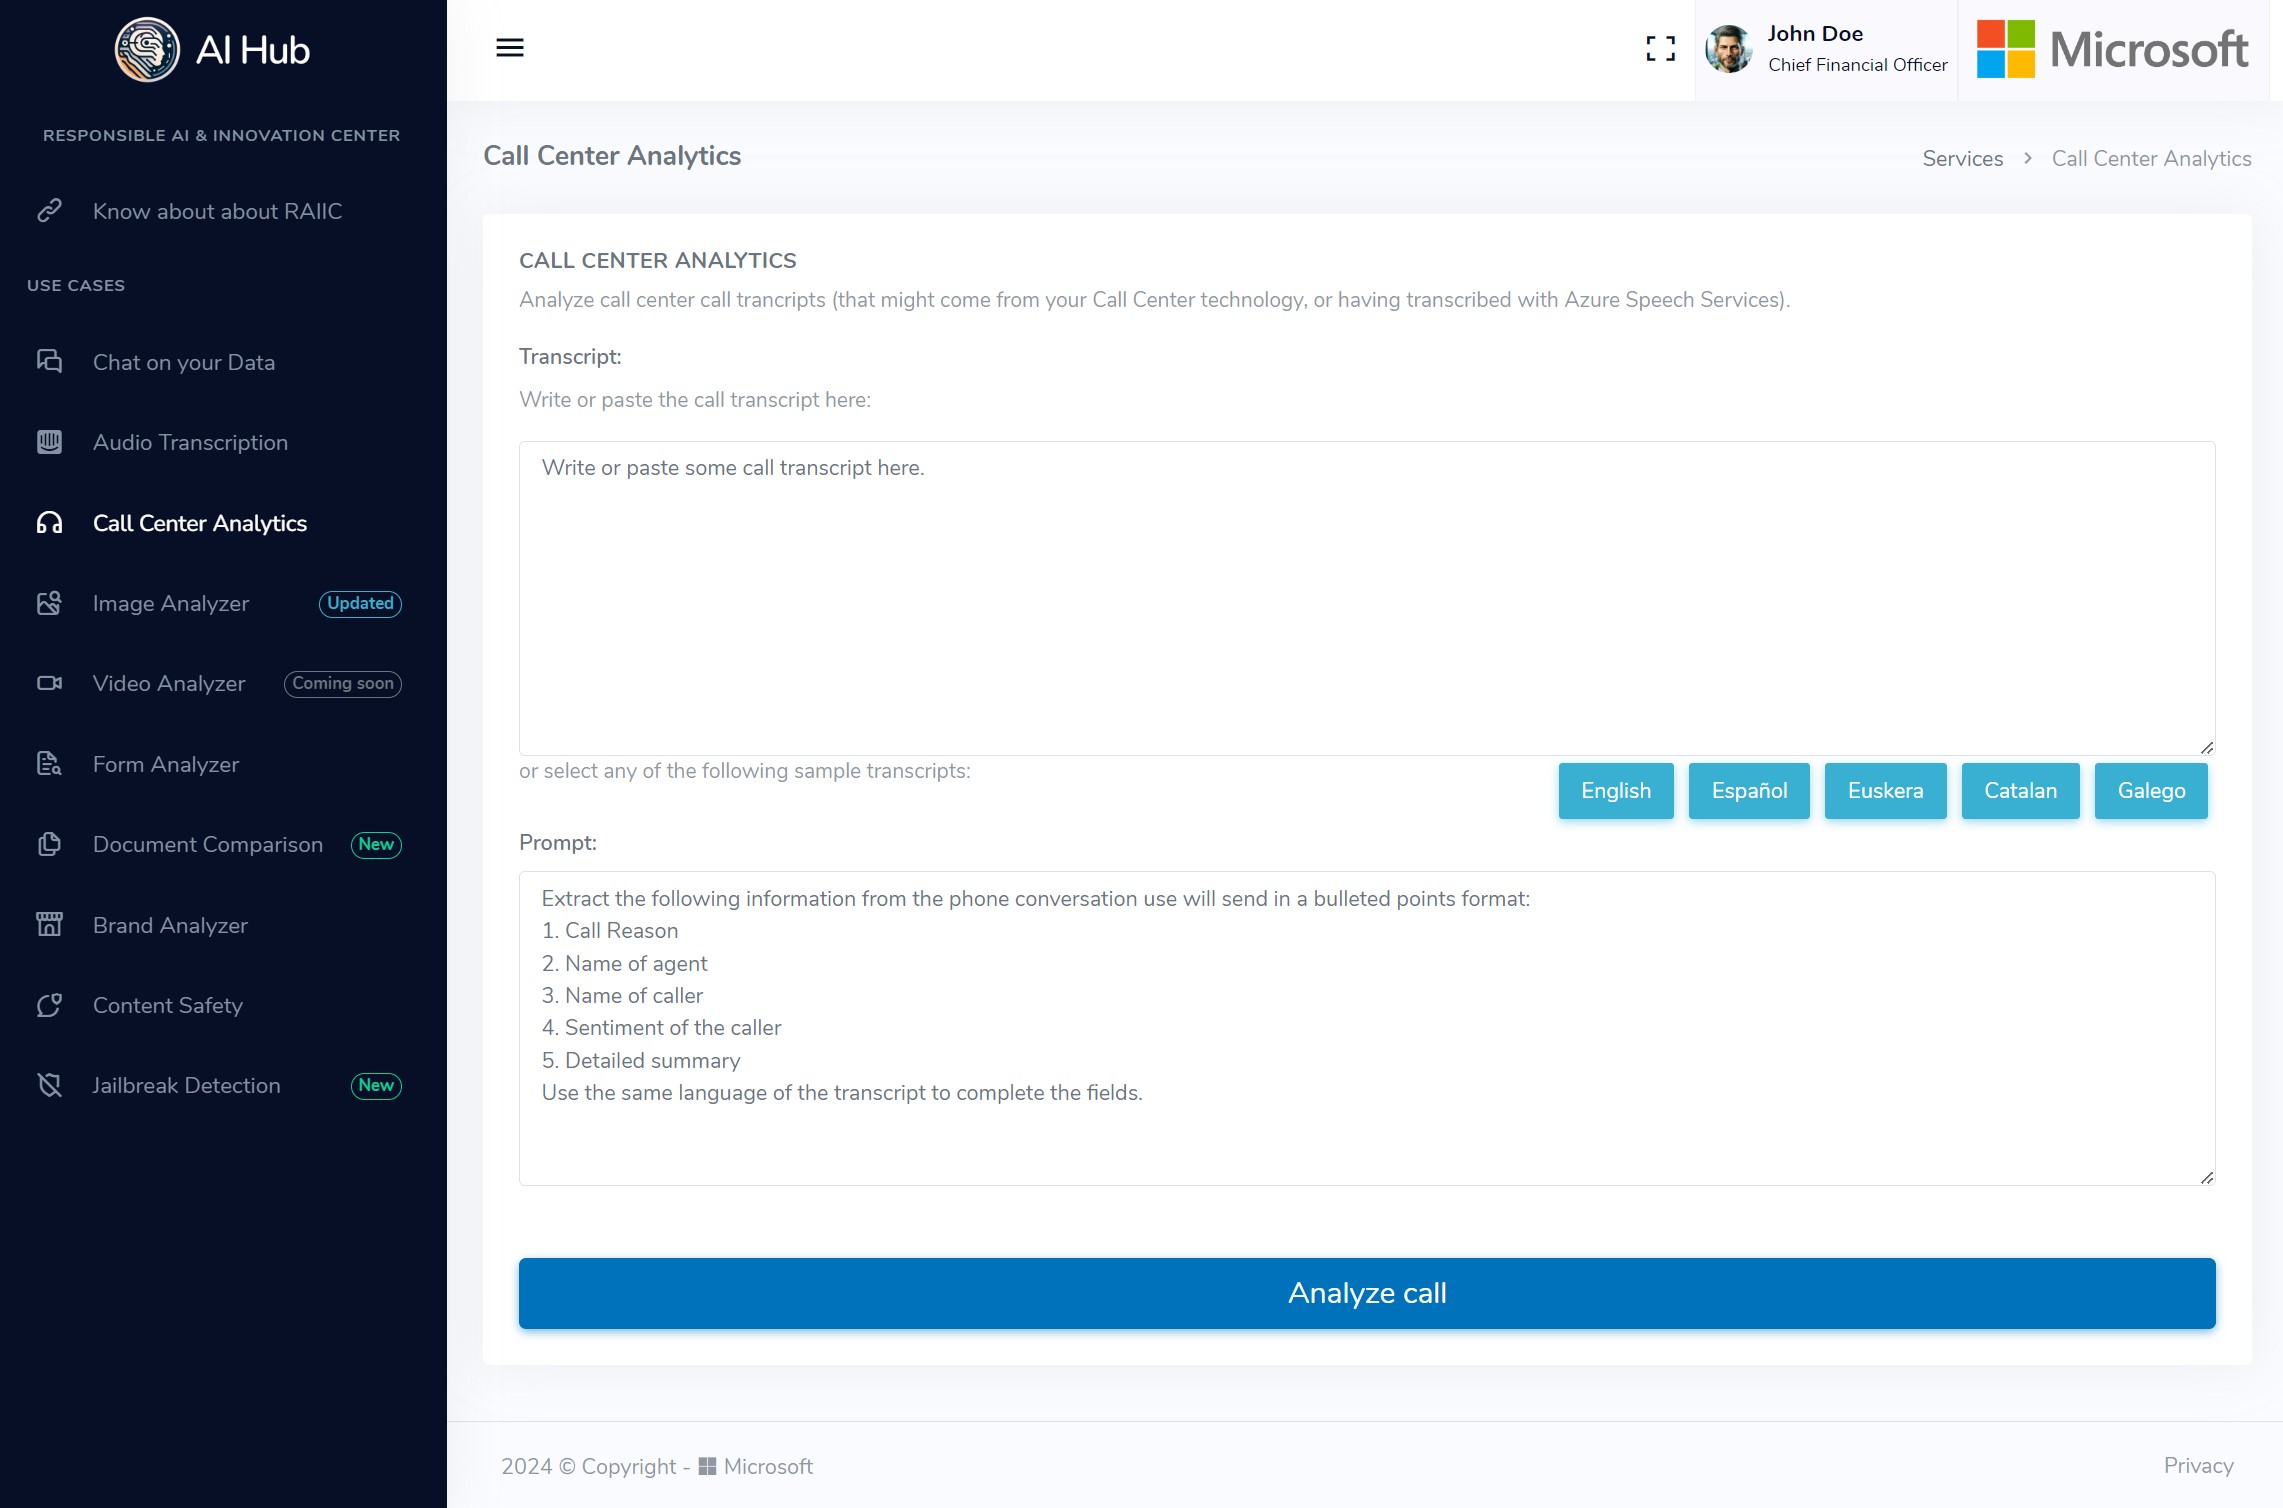 AI Hub
RESPONSIBLE AI & INNOVATION CENTER
Know about about RAIIC
USE CASES
Chat on your Data
Audio Transcription
Call Center Analytics
Image Analyzer Updated
Video Analyzer Coming soon
Form Analyzer
Document Comparison New
Brand Analyzer
Content Safety
Jailbreak Detection New
John Doe
Chief Financial Officer
Microsoft
Call Center Analytics
Services > Call Center Analytics
CALL CENTER ANALYTICS
Analyze call center call trancripts (that might come from your Call Center technology, or having transcribed with Azure Speech Services).
Transcript:
Write or paste the call transcript here:
Write or paste some call transcript here.
or select any of the following sample transcripts:
English Español Euskera Catalan Galego
Prompt:
Extract the following information from the phone conversation use will send in a bulleted points format:
1. Call Reason
2. Name of agent
3. Name of caller
4. Sentiment of the caller
5. Detailed summary
Use the same language of the transcript to complete the fields.
Analyze call
2024 © Copyright - Microsoft
Privacy